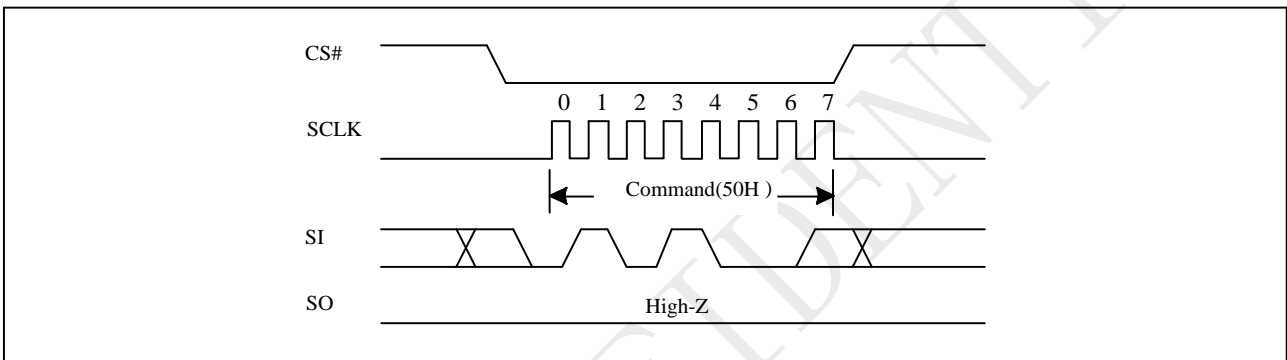 CS#
0 1 2 3 4 5 6 7
SCLK
Command(50H )
SI
SO
High-Z